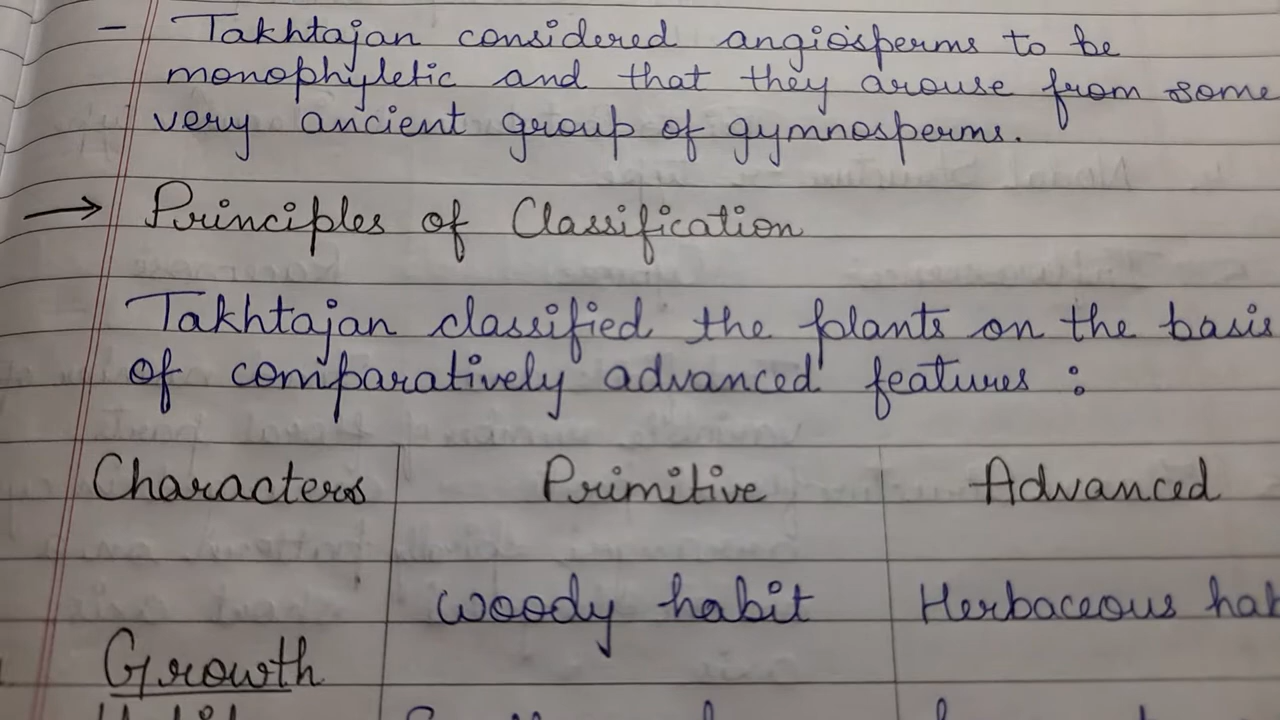 - Takhtajan considered angiosperms to be
monophyletic and that they arouse from some
very ancient group of gymnosperms.
→ Principles of Classification
Takhtajan classified the plants on the basis
of comparatively advanced features :
Characters Primitive Advanced
Woody habit Herbaceous hab
Growth